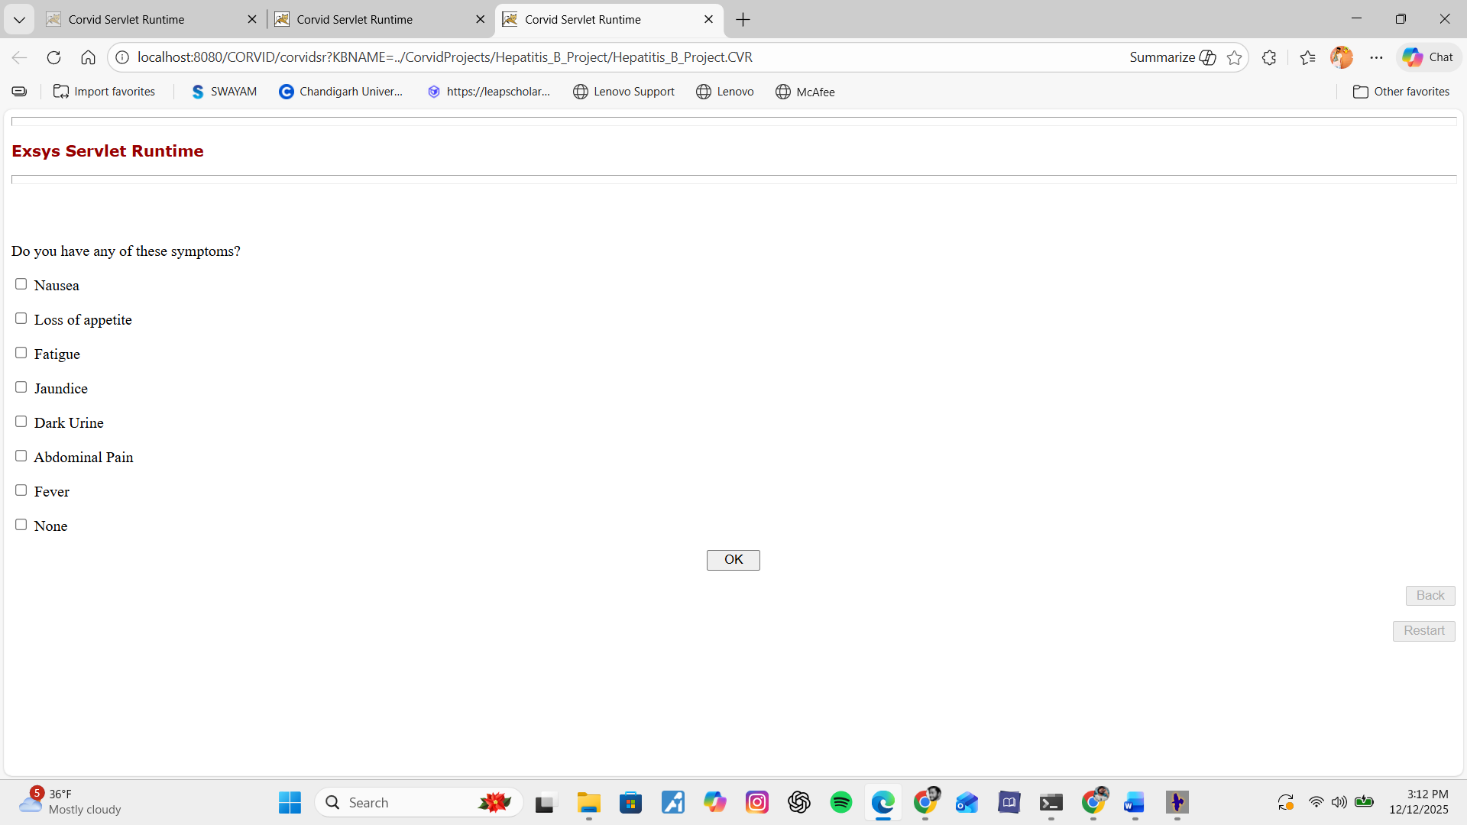 Corvid Servlet Runtime
Corvid Servlet Runtime
Corvid Servlet Runtime
localhost:8080/CORVID/corvidsr?KBNAME=../CorvidProjects/Hepatitis_B_Project/Hepatitis_B_Project.CVR
Summarize
Chat
Import favorites
SWAYAM
Chandigarh Univer...
https://leapscholar...
Lenovo Support
Lenovo
McAfee
Other favorites
Exsys Servlet Runtime
Do you have any of these symptoms?
Nausea
Loss of appetite
Fatigue
Jaundice
Dark Urine
Abdominal Pain
Fever
None
OK
Back
Restart
5
36°F
Mostly cloudy
Search
3:12 PM
12/12/2025